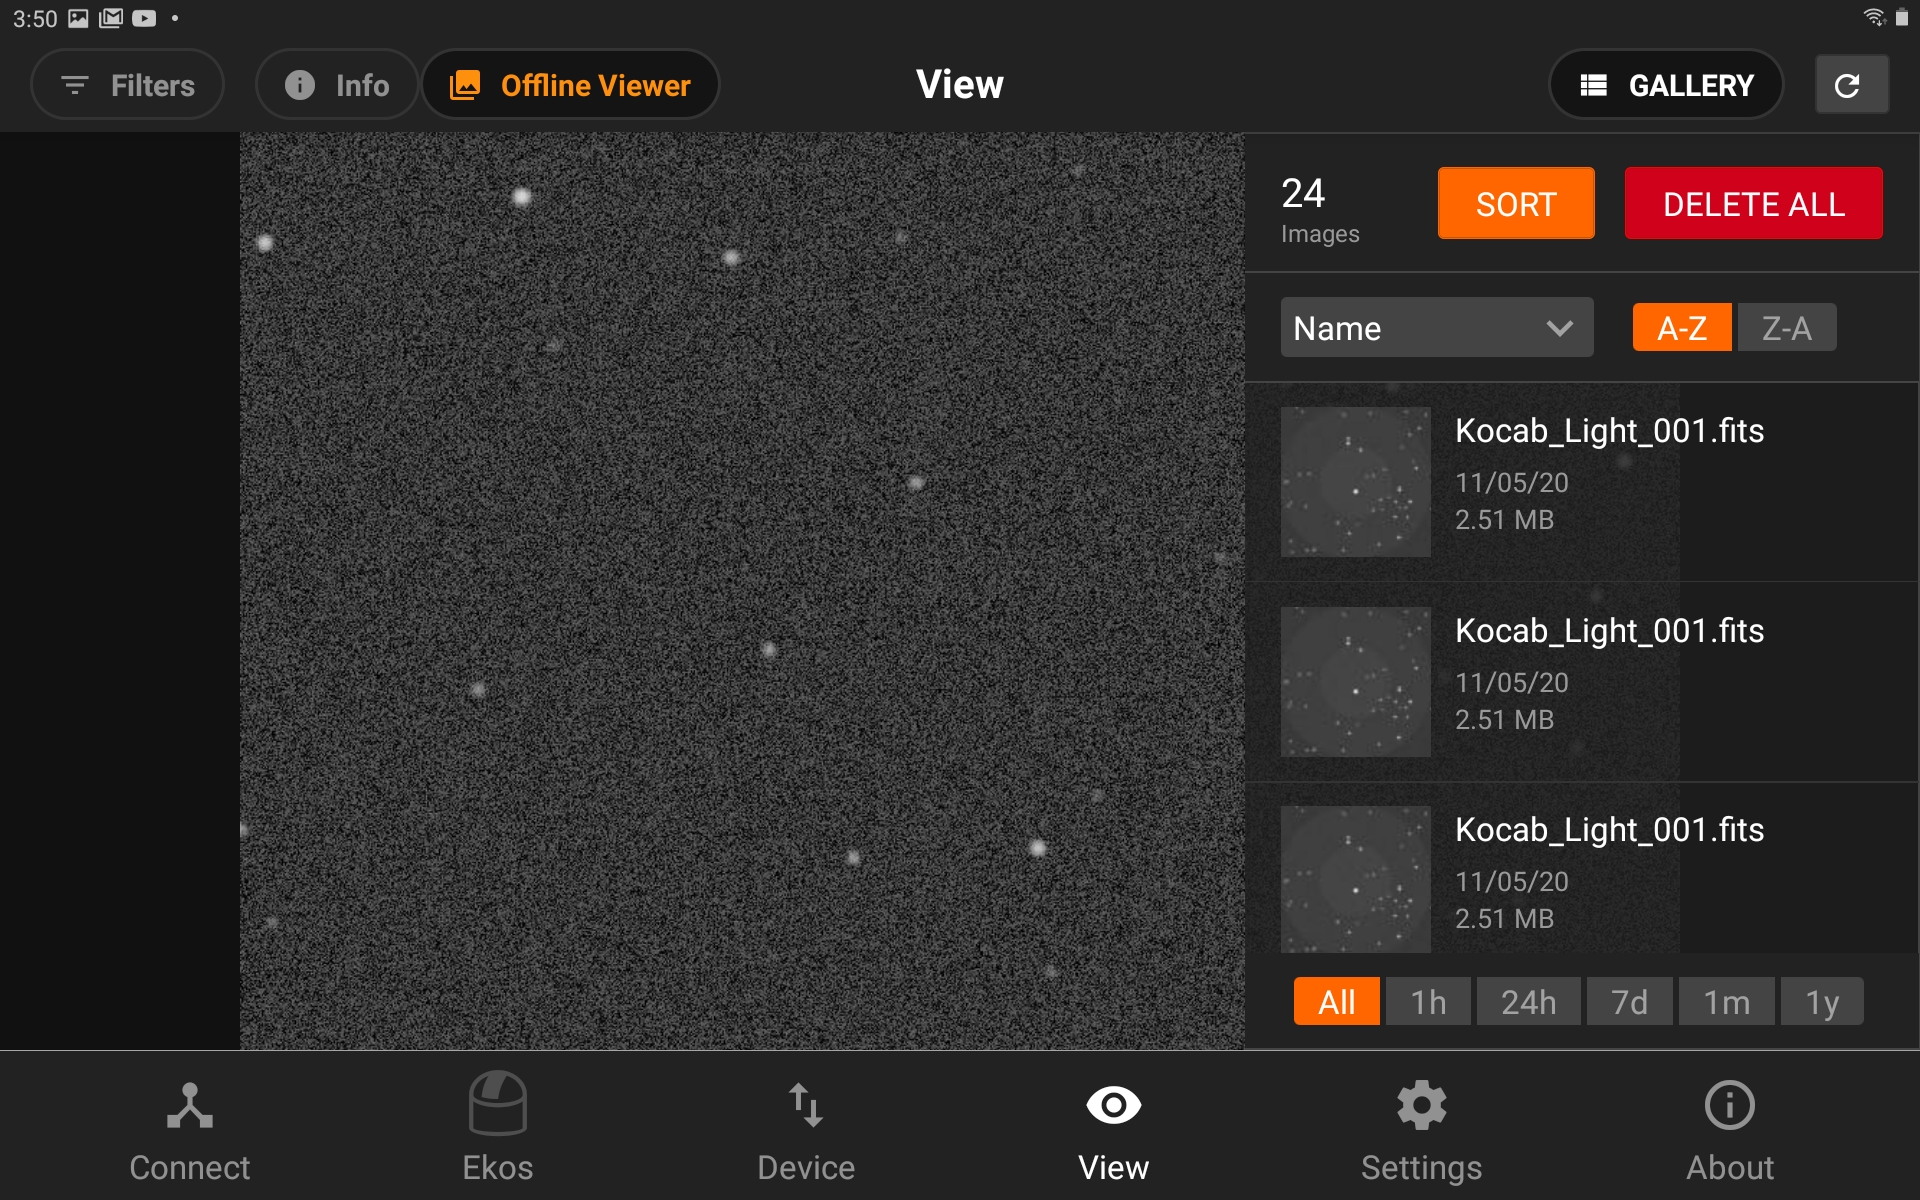 3:50
Filters Info Offline Viewer View GALLERY
24 SORT DELETE ALL
Images
Name A-Z Z-A
Kocab_Light_001.fits
11/05/20
2.51 MB
Kocab_Light_001.fits
11/05/20
2.51 MB
Kocab_Light_001.fits
11/05/20
2.51 MB
All 1h 24h 7d 1m 1y
Connect Ekos Device View Settings About